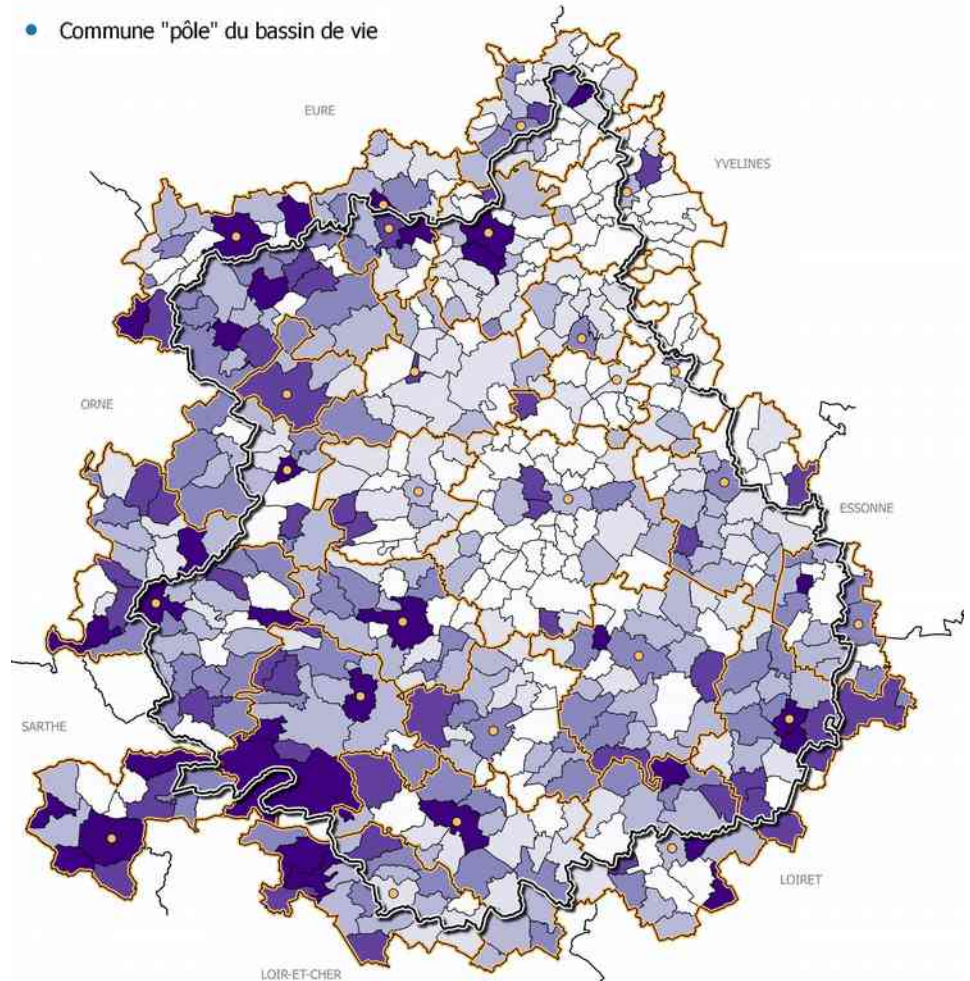 Commune "pôle" du bassin de vie
EURE
YVELINES
ORNE
ESSONNE
SARTHE
LOIRET
LOIR-ET-CHER